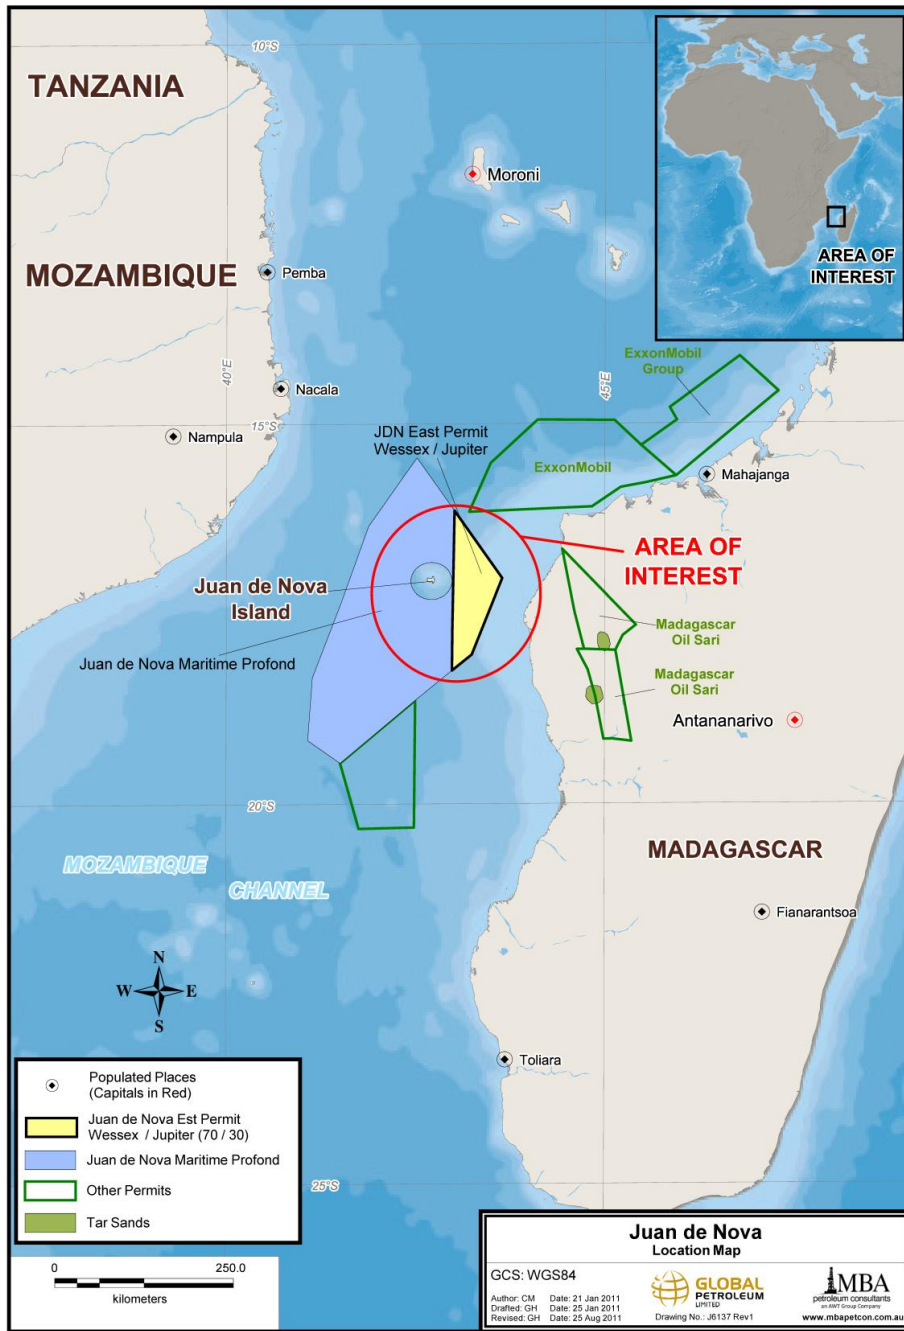 10°S
TANZANIA
Moroni
AREA OF
INTEREST
MOZAMBIQUE
Pemba
40°E
45°E
ExxonMobil
Group
Nacala
15°S
Nampula
JDN East Permit
Wessex / Jupiter
ExxonMobil
Mahajanga
AREA OF
INTEREST
Juan de Nova
Island
Madagascar
Oil Sari
Juan de Nova Maritime Profond
Madagascar
Oil Sari
Antananarivo
20°S
MOZAMBIQUE
CHANNEL
MADAGASCAR
Fianarantsoa
N
W E
S
Toliara
25°S
Populated Places
(Capitals in Red)
Juan de Nova Est Permit
Wessex / Jupiter (70 / 30)
Juan de Nova Maritime Profond
Other Permits
Tar Sands
0 250.0
kilometers
Juan de Nova
Location Map
GCS: WGS84
Author: CM Date: 21 Jan 2011
Drafted: GH Date: 25 Jan 2011
Revised: GH Date: 25 Aug 2011
GLOBAL
PETROLEUM
LIMITED
Drawing No.: J6137 Rev1
MBA
petroleum consultants
an AWT Group Company
www.mbapetcon.com.au